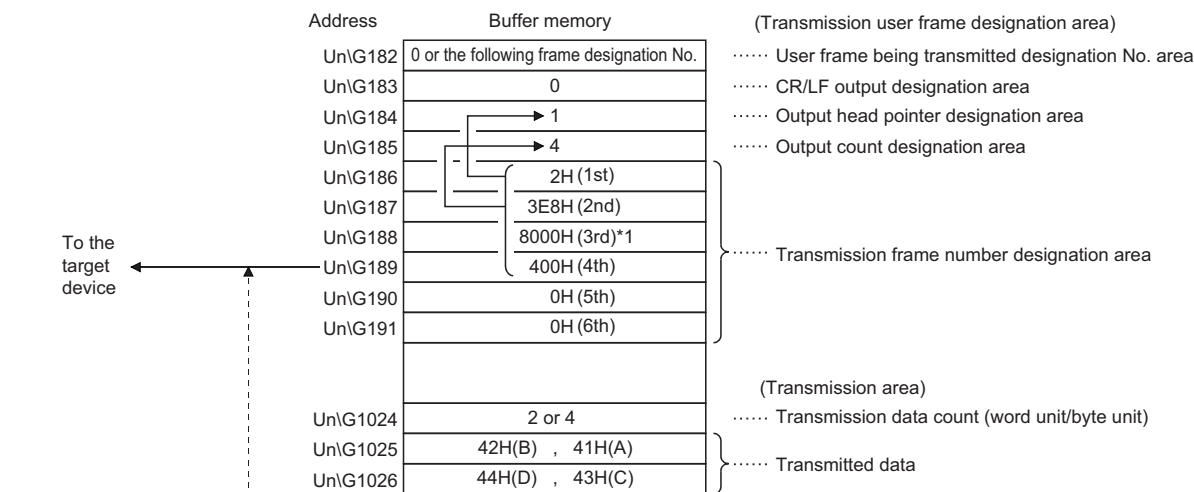 Address Buffer memory (Transmission user frame designation area)
Un\G182 0 or the following frame designation No. ······ User frame being transmitted designation No. area
Un\G183 0 ······ CR/LF output designation area
Un\G184 1 ······ Output head pointer designation area
Un\G185 4 ······ Output count designation area
Un\G186 2H (1st)
Un\G187 3E8H (2nd)
Un\G188 8000H (3rd)*1
To the
target
device
Un\G189 400H (4th)
······ Transmission frame number designation area
Un\G190 0H (5th)
Un\G191 0H (6th)
(Transmission area)
Un\G1024 2 or 4 ······ Transmission data count (word unit/byte unit)
Un\G1025 42H(B) , 41H(A)
······ Transmitted data
Un\G1026 44H(D) , 43H(C)